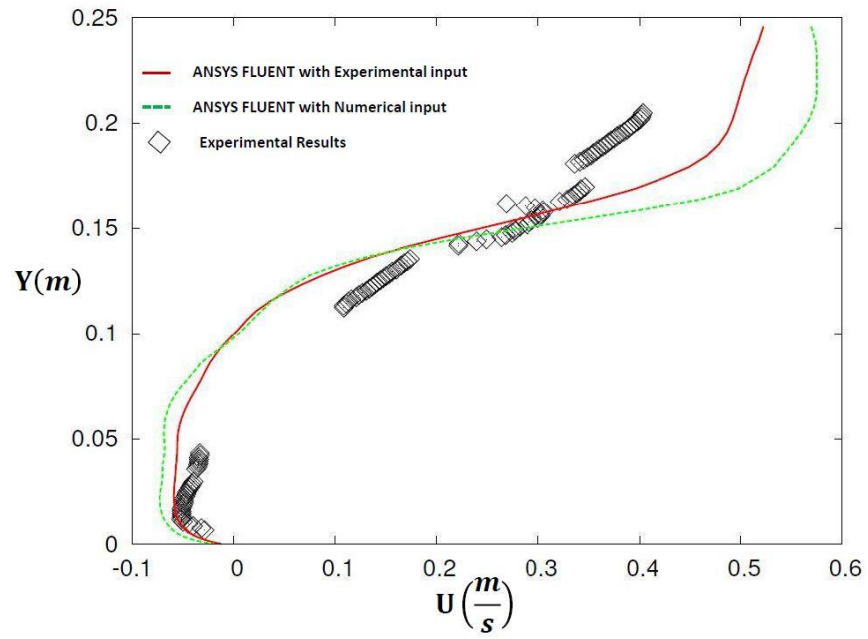 0.25
ANSYS FLUENT with Experimental input
ANSYS FLUENT with Numerical input
0.2
Experimental Results
0.15
Y(m)
0.1
0.05
0
-0.1 0 0.1 0.2 0.3 0.4 0.5 0.6
U(m/s)